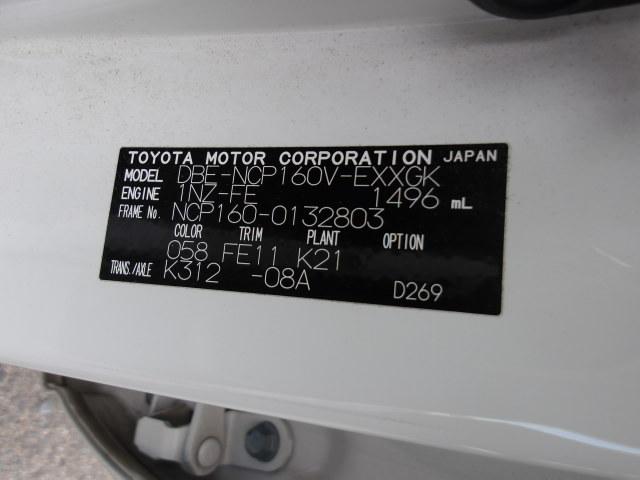 TOYOTA MOTOR CORPORATION JAPAN
MODEL DBE-NCP160V-EXXGK
ENGINE 1NZ-FE 1496 mL
FRAME No. NCP160-0132803
COLOR TRIM PLANT OPTION
058 FE11 K21
TRANS./AXLE K312 -08A
D269